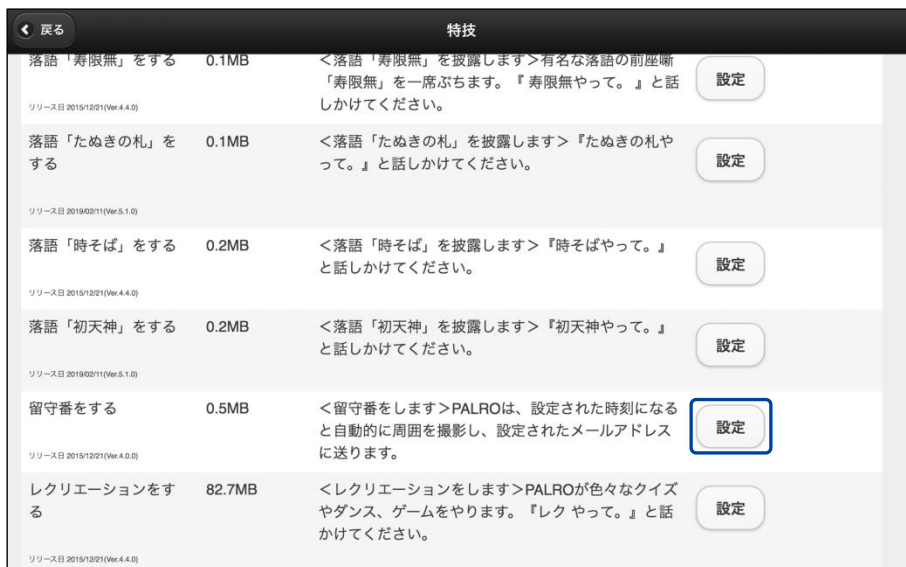 戻る
特技
落語「寿限無」をする 0.1MB <落語「寿限無」を披露します>有名な落語の前座噺
「寿限無」を一席ぶちます。『 寿限無やって。 』と話
しかけてください。
設定
リリース日 2015/12/21(Ver.4.4.0)
落語「たぬきの札」を 0.1MB <落語「たぬきの札」を披露します>『たぬきの札や
する
って。』と話しかけてください。
設定
リリース日 2019/02/11(Ver.5.1.0)
落語「時そば」をする 0.2MB <落語「時そば」を披露します>『時そばやって。』
と話しかけてください。
設定
リリース日 2015/12/21(Ver.4.4.0)
落語「初天神」をする 0.2MB <落語「初天神」を披露します>『初天神やって。』
と話しかけてください。
設定
リリース日 2019/02/11(Ver.5.1.0)
留守番をする 0.5MB <留守番をします>PALROは、設定された時刻になる
と自動的に周囲を撮影し、設定されたメールアドレス
に送ります。
設定
リリース日 2015/12/21(Ver.4.0.0)
レクリエーションをす 82.7MB <レクリエーションをします>PALROが色々なクイズ
る
やダンス、ゲームをやります。『レク やって。』と話
かけてください。
設定
リリース日 2015/12/21(Ver.4.4.0)